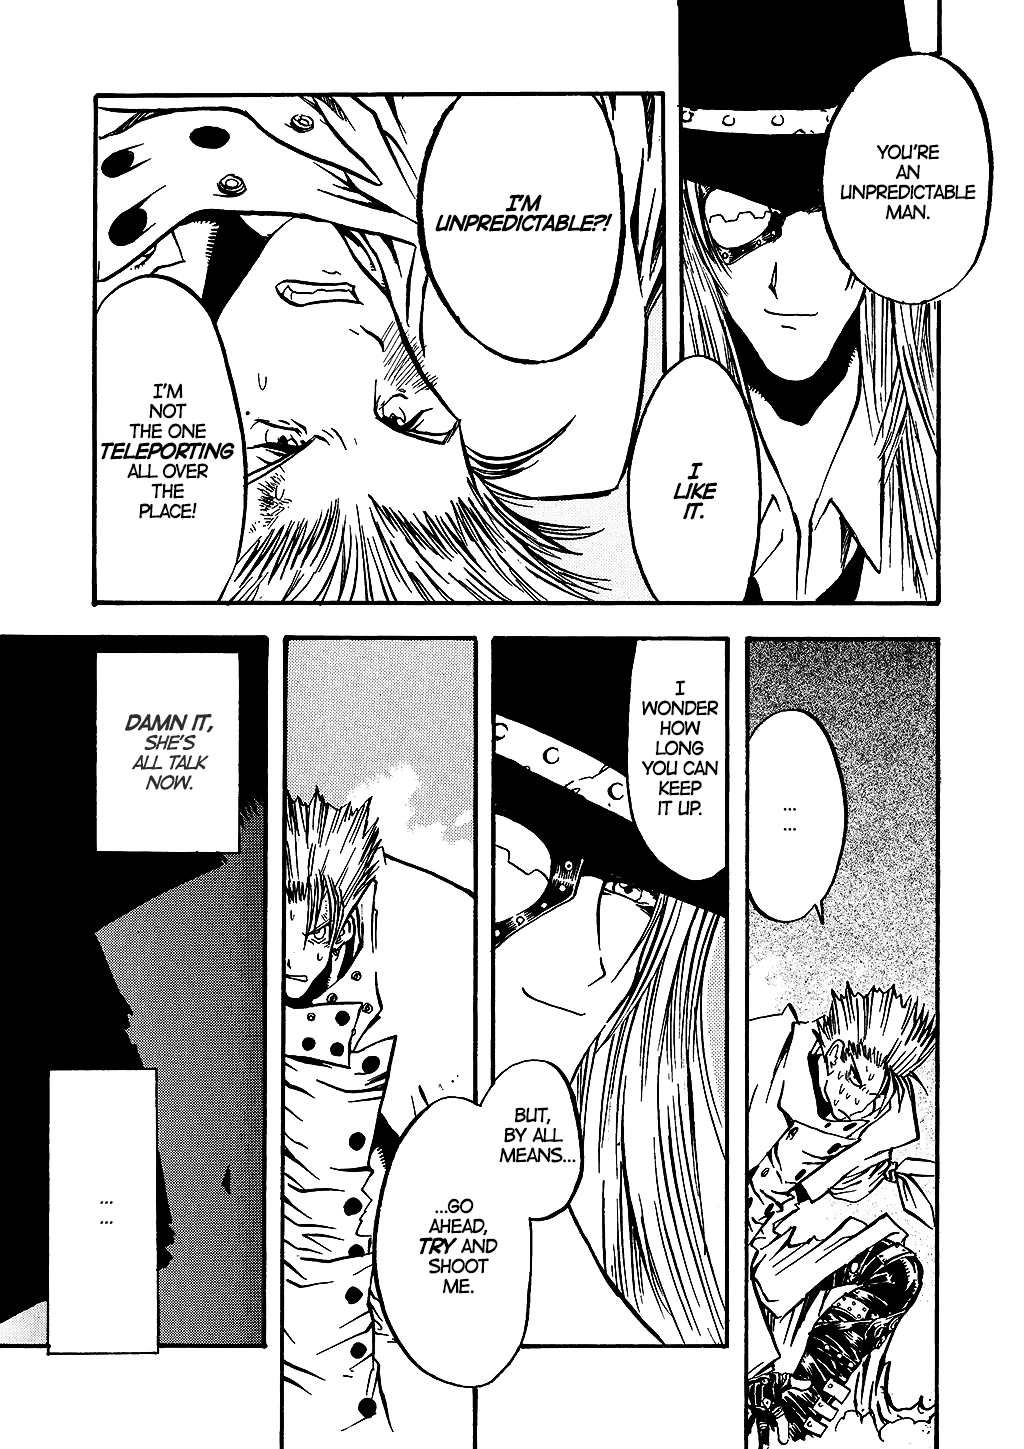 YOU'RE
AN
UNPREDICTABLE
MAN.
I
LIKE
IT.
I'M
UNPREDICTABLE?!
I'M
NOT
THE ONE
TELEPORTING
ALL OVER
THE
PLACE!
...
...
I
WONDER
HOW
LONG
YOU CAN
KEEP
IT UP.
BUT,
BY ALL
MEANS...
...GO
AHEAD,
TRY AND
SHOOT
ME.
DAMN IT,
SHE'S
ALL TALK
NOW.
...
...